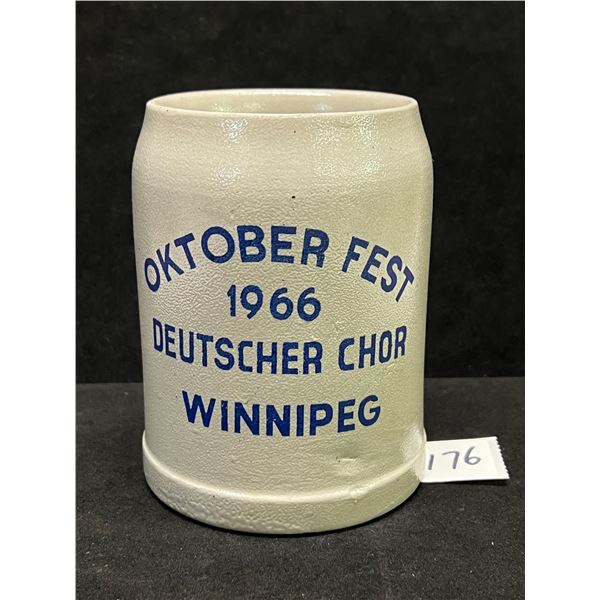 OKTOBER FEST
1966
DEUTSCHER CHOR
WINNIPEG
176